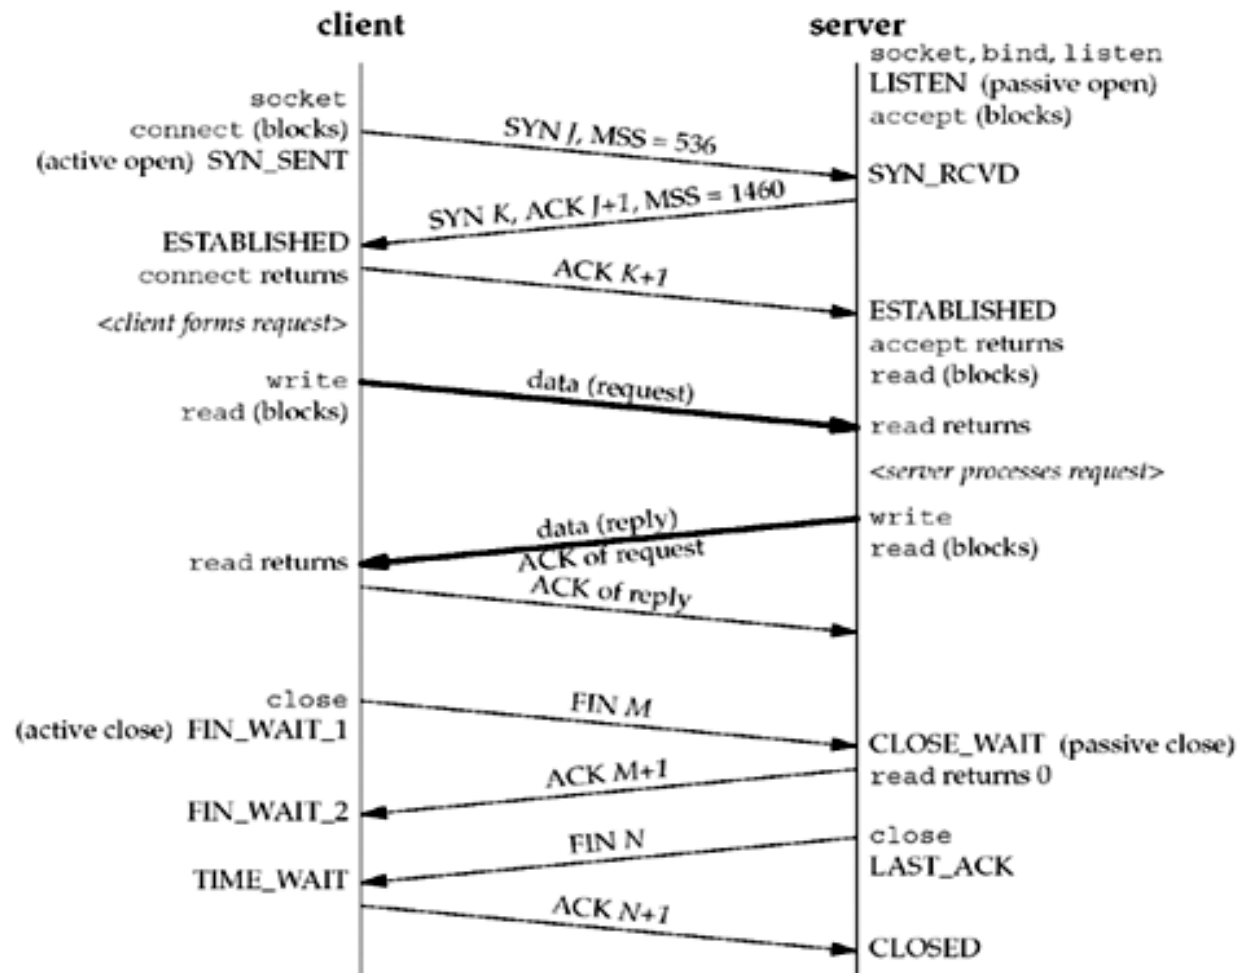 client
server
socket, bind, listen
LISTEN (passive open)
accept (blocks)
socket
connect (blocks)
(active open) SYN_SENT
SYN J, MSS = 536
SYN_RCVD
SYN K, ACK J+1, MSS = 1460
ESTABLISHED
connect returns
ACK K+1
<client forms request>
ESTABLISHED
accept returns
read (blocks)
write
read (blocks)
data (request)
read returns
<server processes request>
write
read (blocks)
data (reply)
ACK of request
read returns
ACK of reply
close
(active close) FIN_WAIT_1
FIN M
CLOSE_WAIT (passive close)
read returns 0
ACK M+1
FIN_WAIT_2
close
LAST_ACK
FIN N
TIME_WAIT
ACK N+1
CLOSED